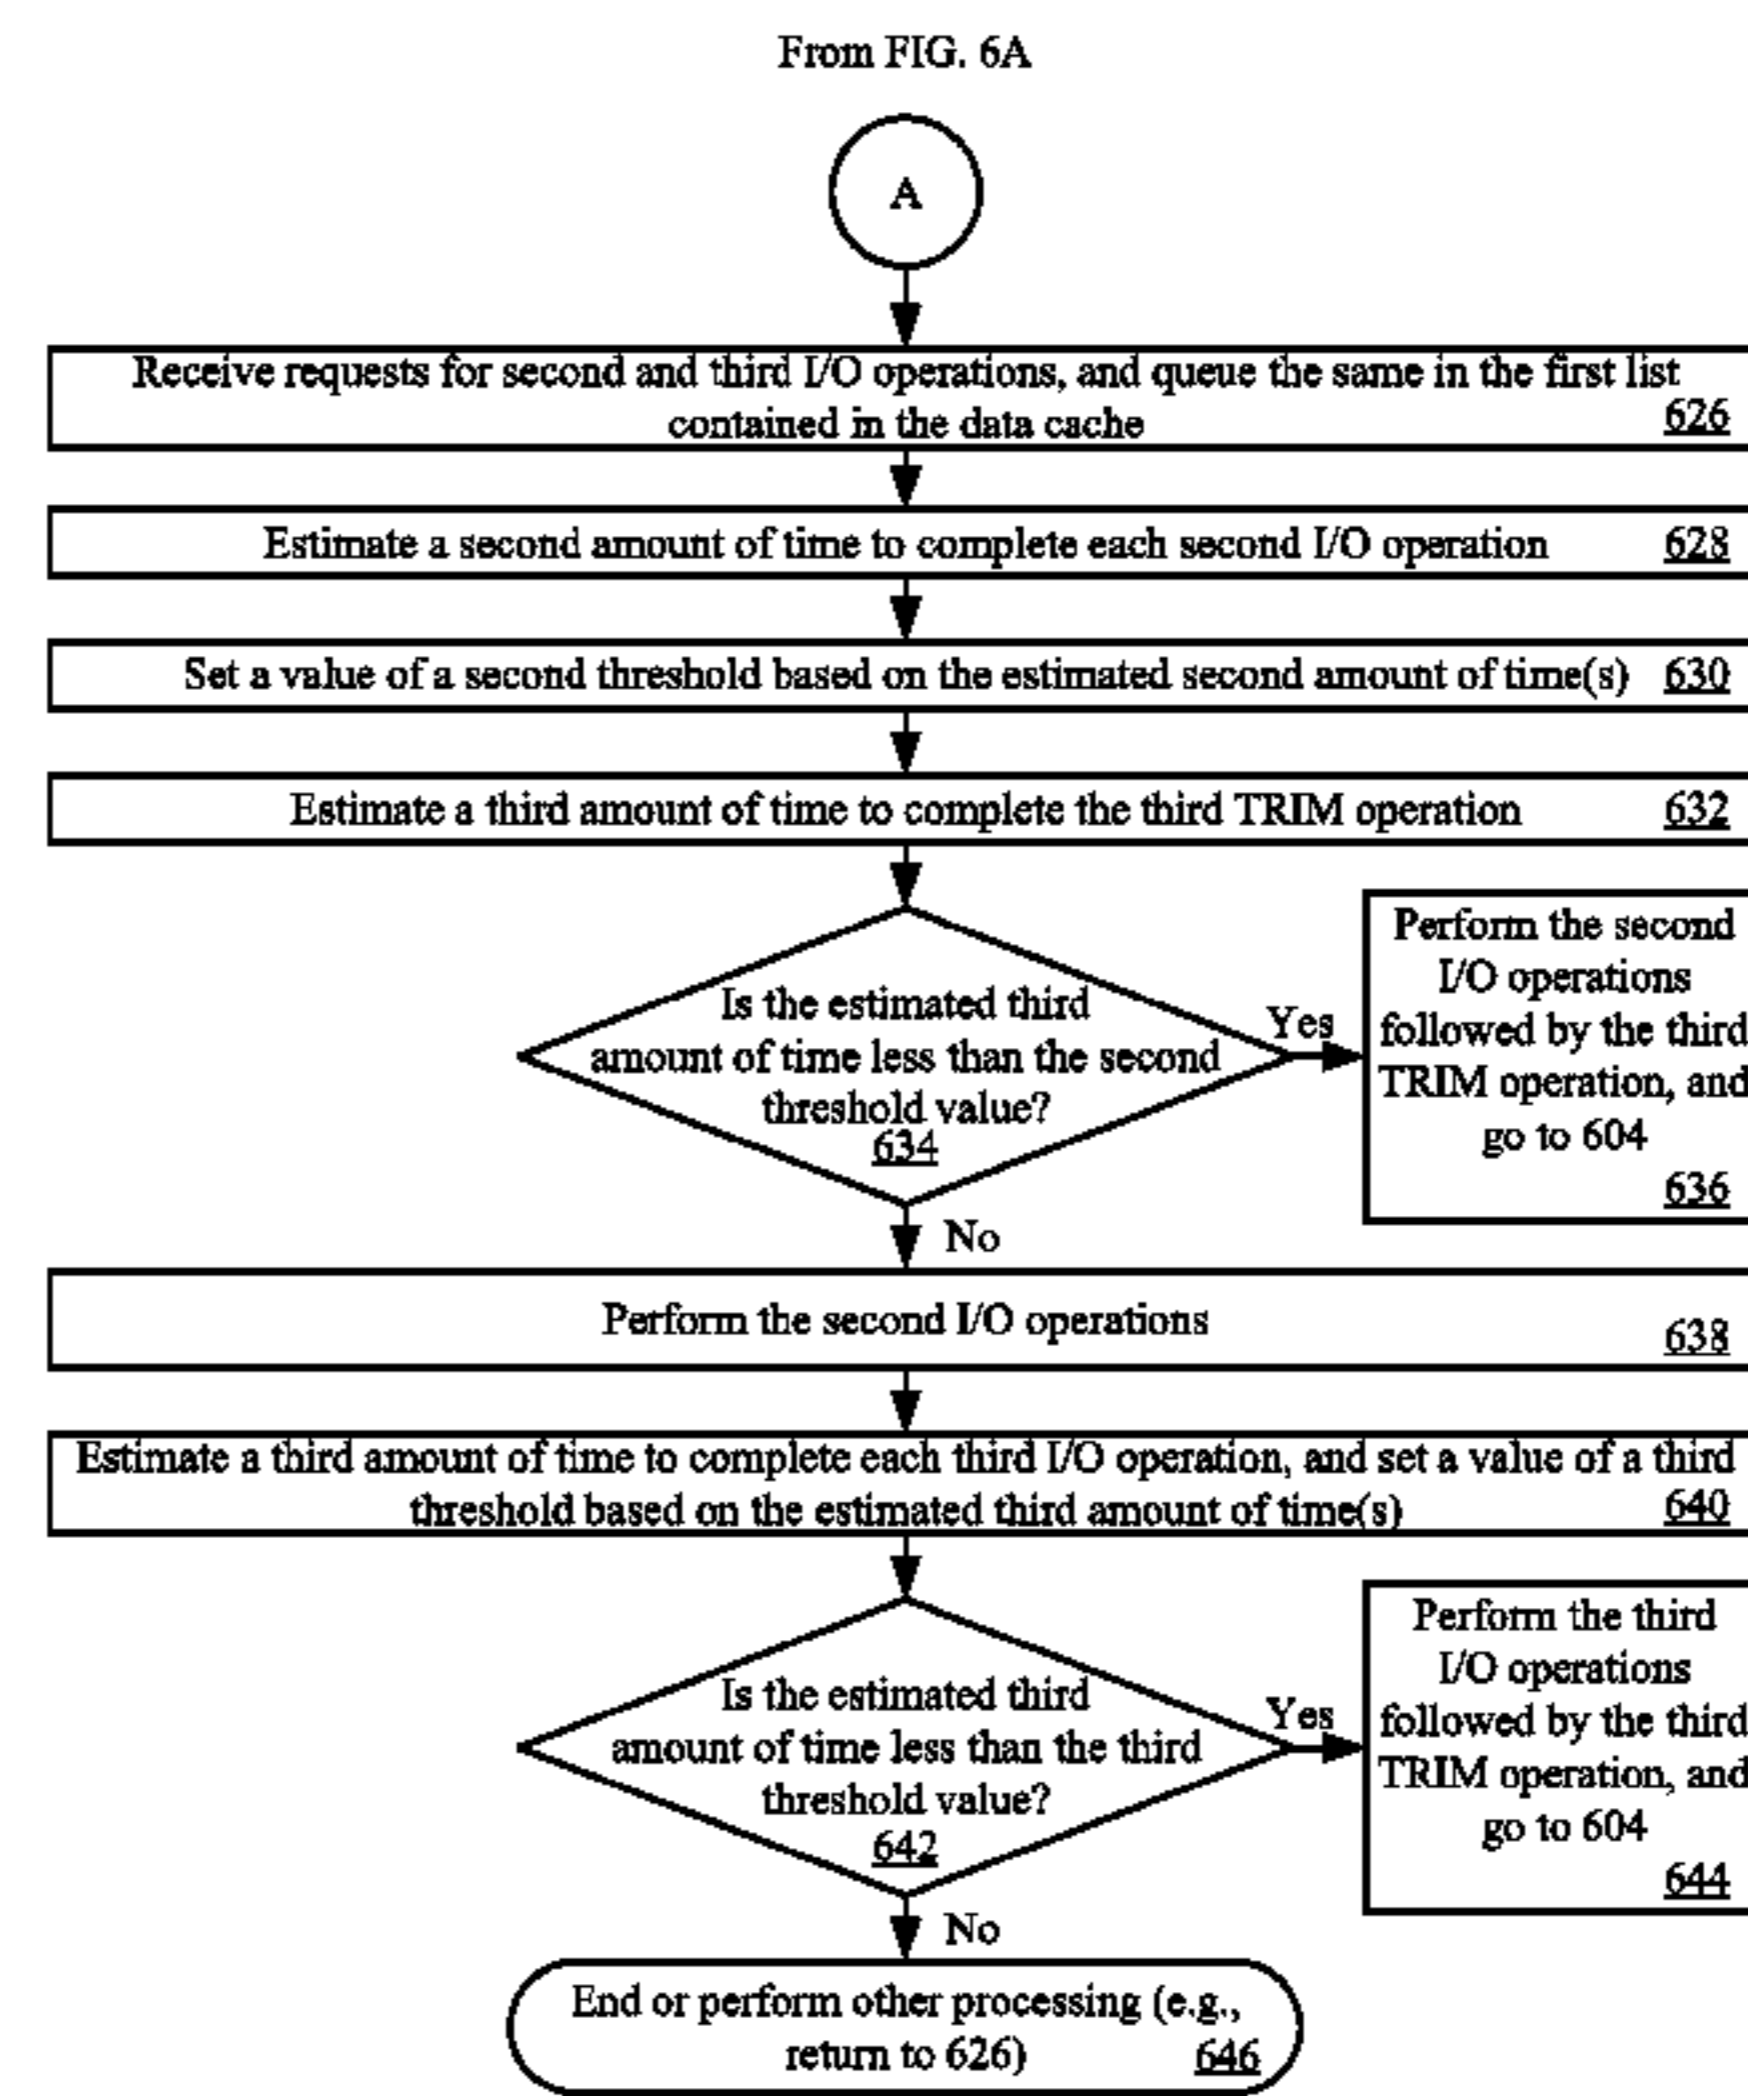 From FIG. 6A
A
Receive requests for second and third I/O operations, and queue the same in the first list
contained in the data cache 626
Estimate a second amount of time to complete each second I/O operation 628
Set a value of a second threshold based on the estimated second amount of time(s) 630
Estimate a third amount of time to complete the third TRIM operation 632
Is the estimated third
amount of time less than the second
threshold value?
634
Yes
Perform the second
I/O operations
followed by the third
TRIM operation, and
go to 604
636
No
Perform the second I/O operations 638
Estimate a third amount of time to complete each third I/O operation, and set a value of a third
threshold based on the estimated third amount of time(s) 640
Is the estimated third
amount of time less than the third
threshold value?
642
Yes
Perform the third
I/O operations
followed by the third
TRIM operation, and
go to 604
644
No
End or perform other processing (e.g.,
return to 626) 646